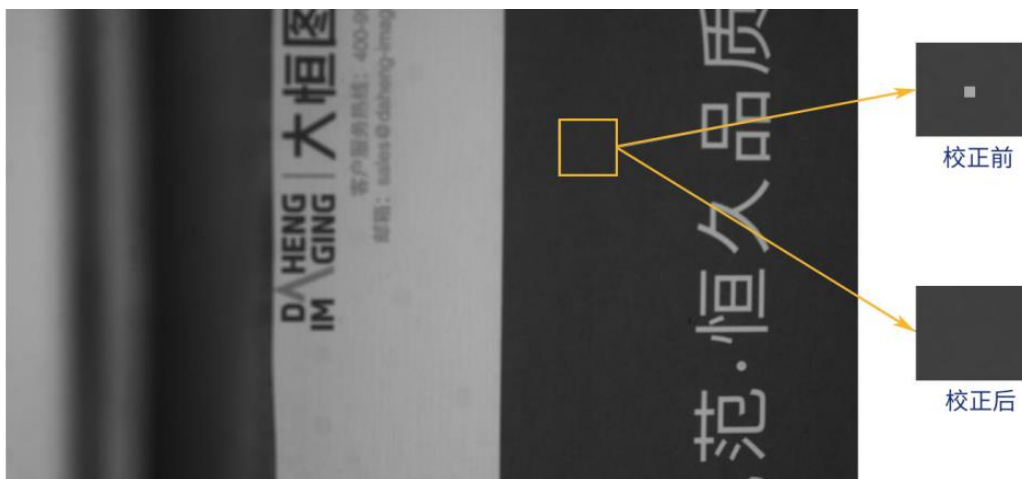 DAHENG
IMAGING
大恒图
客户服务热线：400-
邮箱：sales@daheng-imag
范·恒久品质
校正前
校正后